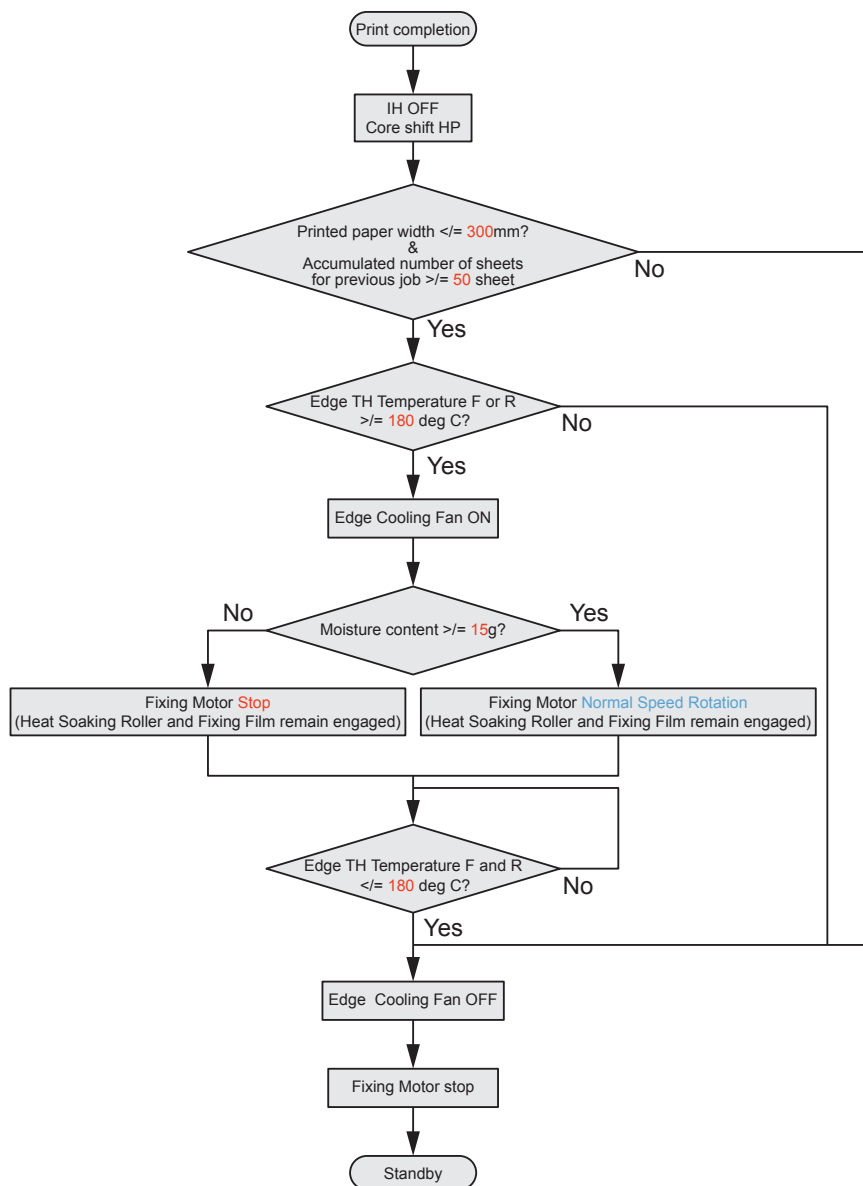 Print completion
IH OFF
Core shift HP
Printed paper width </= 300mm?
&
Accumulated number of sheets
for previous job >/= 50 sheet
No
Yes
Edge TH Temperature F or R
>/= 180 deg C?
No
Yes
Edge Cooling Fan ON
No
Yes
Moisture content >/= 15g?
Fixing Motor Stop
(Heat Soaking Roller and Fixing Film remain engaged)
Fixing Motor Normal Speed Rotation
(Heat Soaking Roller and Fixing Film remain engaged)
Edge TH Temperature F and R
</= 180 deg C?
No
Yes
Edge Cooling Fan OFF
Fixing Motor stop
Standby